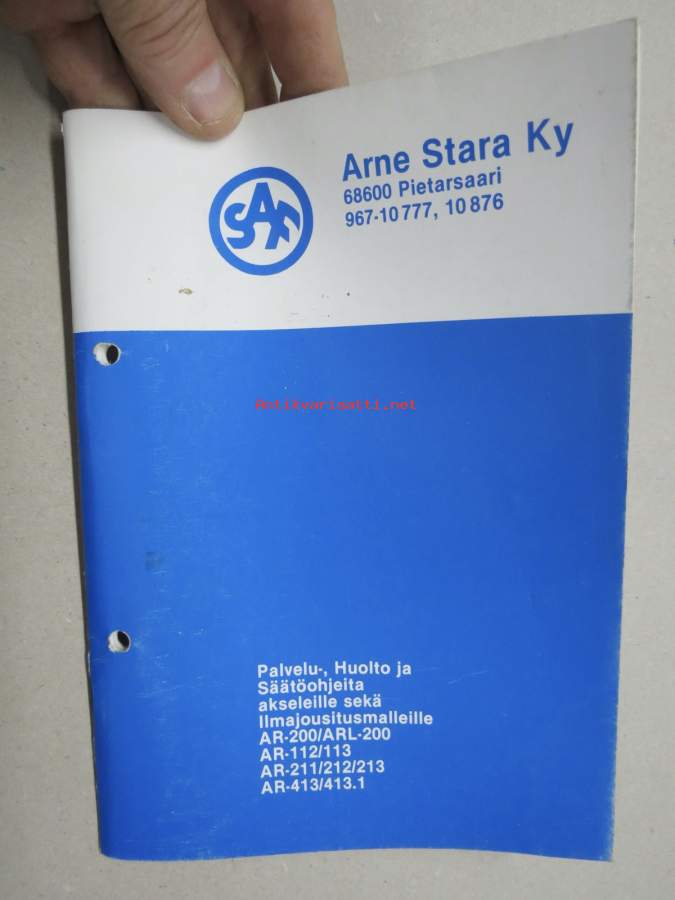 Arne Stara Ky
68600 Pietarsaari
967-10 777, 10 876
SAF
Antikvariaatti.net
Palvelu-, Huolto ja
Säätöohjeita
akseleille sekä
Ilmajousitusmalleille
AR-200/ARL-200
AR-112/113
AR-211/212/213
AR-413/413.1